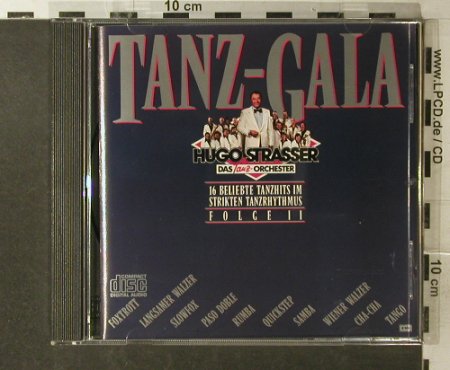 10 cm
TANZ-GALA
HUGO STRASSER
DAS Tanz-ORCHESTER
16 BELIEBTE TANZHITS IM
STRIKTEN TANZRHYTHMUS
FOLGE II
COMPACT
disc
DIGITAL AUDIO
FOXTROTT
LANGSAMER WALZER
SLOWFOX
PASO DOBLE
RUMBA
QUICKSTEP
SAMBA
WIENER WALZER
CHA-CHA
TANGO
EMI
www.LPCD.de / CD
10 cm